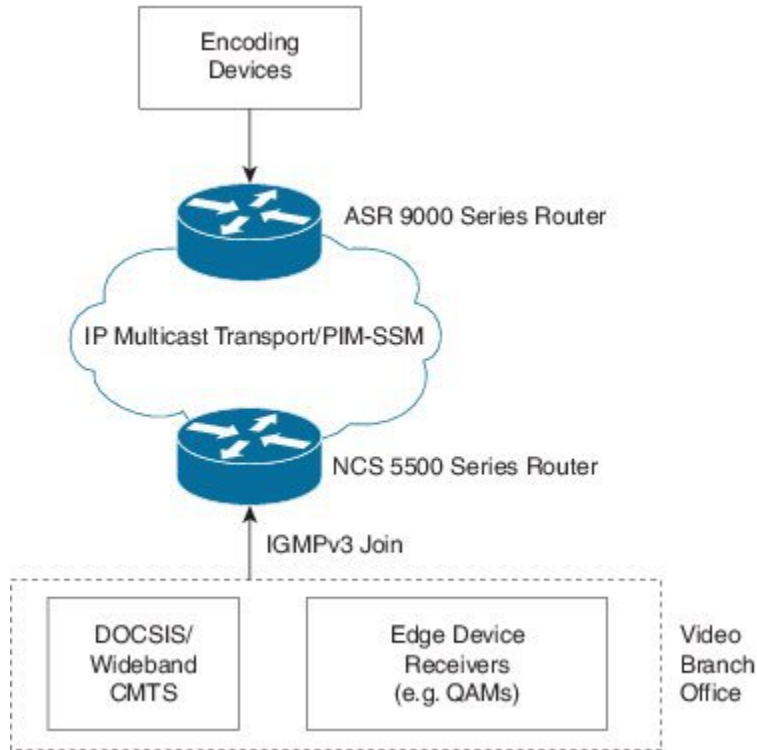 Encoding
Devices
ASR 9000 Series Router
IP Multicast Transport/PIM-SSM
NCS 5500 Series Router
IGMPv3 Join
DOCSIS/
Wideband
CMTS
Edge Device
Receivers
(e.g. QAMs)
Video
Branch
Office